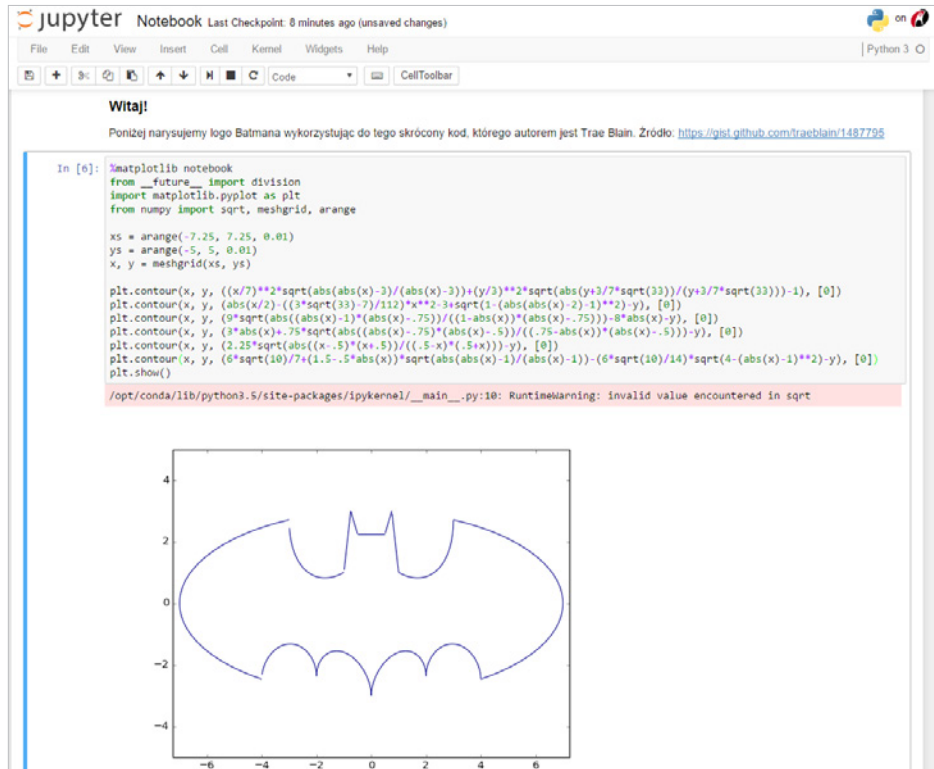 jupyter Notebook Last Checkpoint: 8 minutes ago (unsaved changes) on
File Edit View Insert Cell Kernel Widgets Help Python 3
Code CellToolbar
Witaj!
Poniżej narysujemy logo Batmana wykorzystując do tego skrócony kod, którego autorem jest Trae Blain. Źródło: https://gist.github.com/traeblain/1487795
In [6]: %matplotlib notebook
from __future__ import division
import matplotlib.pyplot as plt
from numpy import sqrt, meshgrid, arange
xs = arange(-7.25, 7.25, 0.01)
ys = arange(-5, 5, 0.01)
x, y = meshgrid(xs, ys)
plt.contour(x, y, ((x/7)**2*sqrt(abs(abs(x)-3)/(abs(x)-3))+(y/3)**2*sqrt(abs(y+3/7*sqrt(33))/(y+3/7*sqrt(33)))-1), [0])
plt.contour(x, y, (abs(x/2)-((3*sqrt(33)-7)/112)*x**2-3+sqrt(1-(abs(abs(x)-2)-1)**2)-y), [0])
plt.contour(x, y, (9*sqrt(abs((abs(x)-1)*(abs(x)-.75))/((1-abs(x))*(abs(x)-.75)))-8*abs(x)-y), [0])
plt.contour(x, y, (3*abs(x)+.75*sqrt(abs((abs(x)-.75)*(abs(x)-.5))/((.75-abs(x))*(abs(x)-.5)))-y), [0])
plt.contour(x, y, (2.25*sqrt(abs((x-.5)*(x+.5))/((.5-x)*(.5+x)))-y), [0])
plt.contour(x, y, (6*sqrt(10)/7+(1.5-.5*abs(x))*sqrt(abs(abs(x)-1)/(abs(x)-1))-(6*sqrt(10)/14)*sqrt(4-(abs(x)-1)**2)-y), [0])
plt.show()
/opt/conda/lib/python3.5/site-packages/ipykernel/__main__.py:10: RuntimeWarning: invalid value encountered in sqrt
4
2
0
−2
−4
−6 −4 −2 0 2 4 6